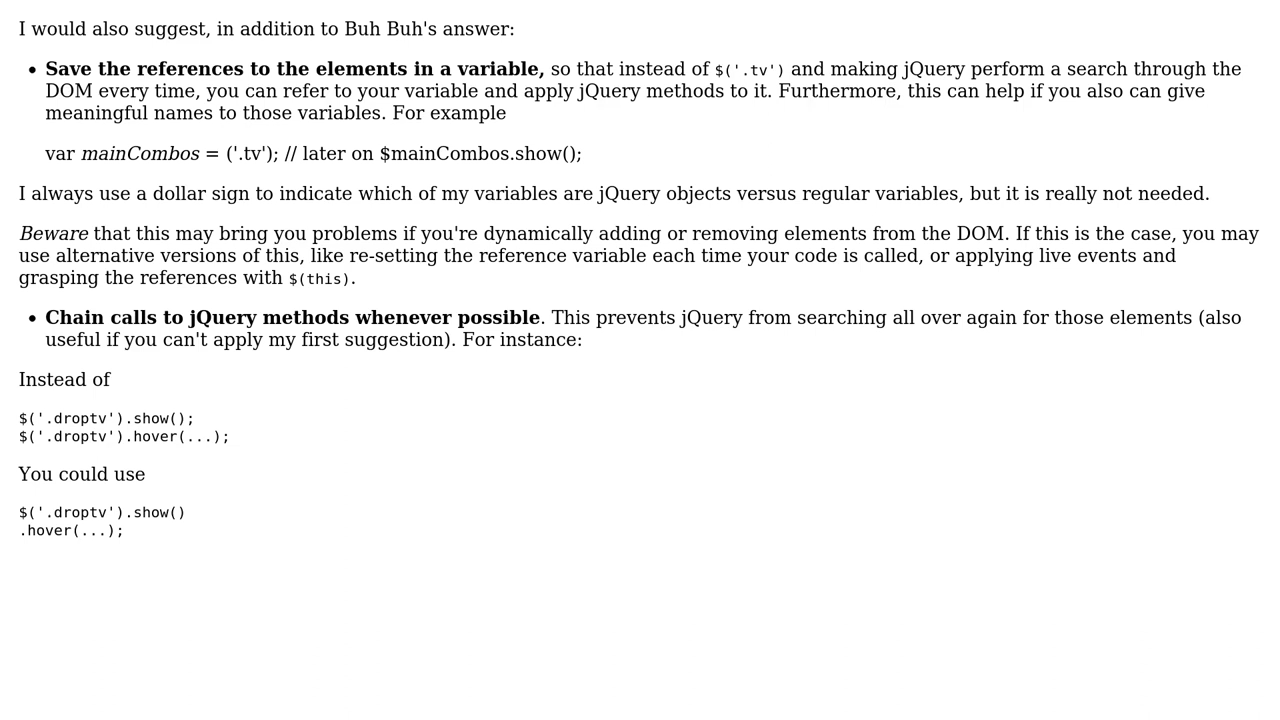 I would also suggest, in addition to Buh Buh's answer:
• Save the references to the elements in a variable, so that instead of $('.tv') and making jQuery perform a search through the
DOM every time, you can refer to your variable and apply jQuery methods to it. Furthermore, this can help if you also can give
meaningful names to those variables. For example
var mainCombos = ('.tv'); // later on $mainCombos.show();
I always use a dollar sign to indicate which of my variables are jQuery objects versus regular variables, but it is really not needed.
Beware that this may bring you problems if you're dynamically adding or removing elements from the DOM. If this is the case, you may
use alternative versions of this, like re-setting the reference variable each time your code is called, or applying live events and
grasping the references with $(this).
• Chain calls to jQuery methods whenever possible. This prevents jQuery from searching all over again for those elements (also
useful if you can't apply my first suggestion). For instance:
Instead of
$('.droptv').show();
$('.droptv').hover(...);
You could use
$('.droptv').show()
.hover(...);